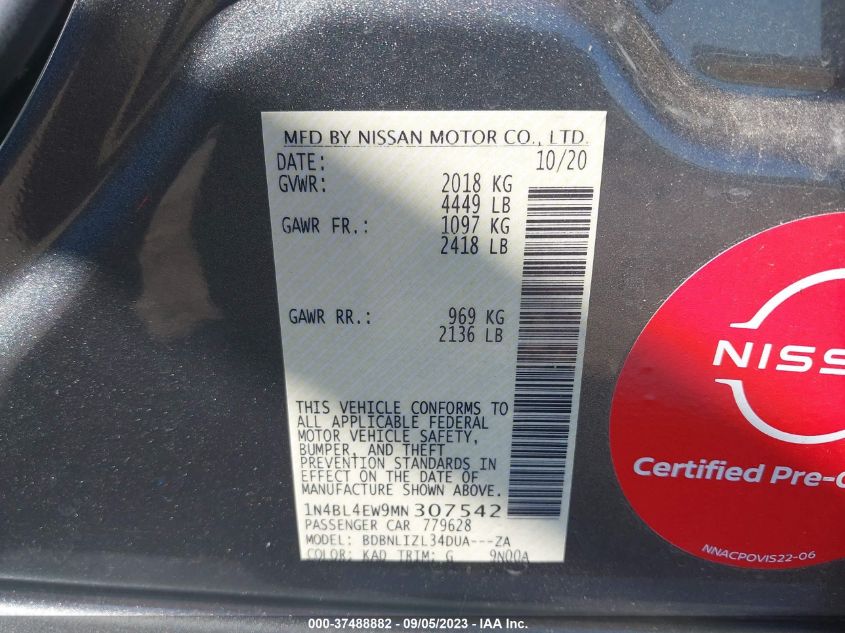 MFD BY NISSAN MOTOR CO., LTD.
DATE: 10/20
GVWR: 2018 KG
4449 LB
GAWR FR.: 1097 KG
2418 LB
GAWR RR.: 969 KG
2136 LB
THIS VEHICLE CONFORMS TO
ALL APPLICABLE FEDERAL
MOTOR VEHICLE SAFETY,
BUMPER, AND THEFT
PREVENTION STANDARDS IN
EFFECT ON THE DATE OF
MANUFACTURE SHOWN ABOVE.
1N4BL4EW9MN307542
PASSENGER CAR 779628
MODEL: BDBNLIZL34DUA---ZA
COLOR: KAD TRIM: G 9N00A
NISS
Certified Pre-
NNACPOVIS22-06
000-37488882 - 09/05/2023 - IAA Inc.